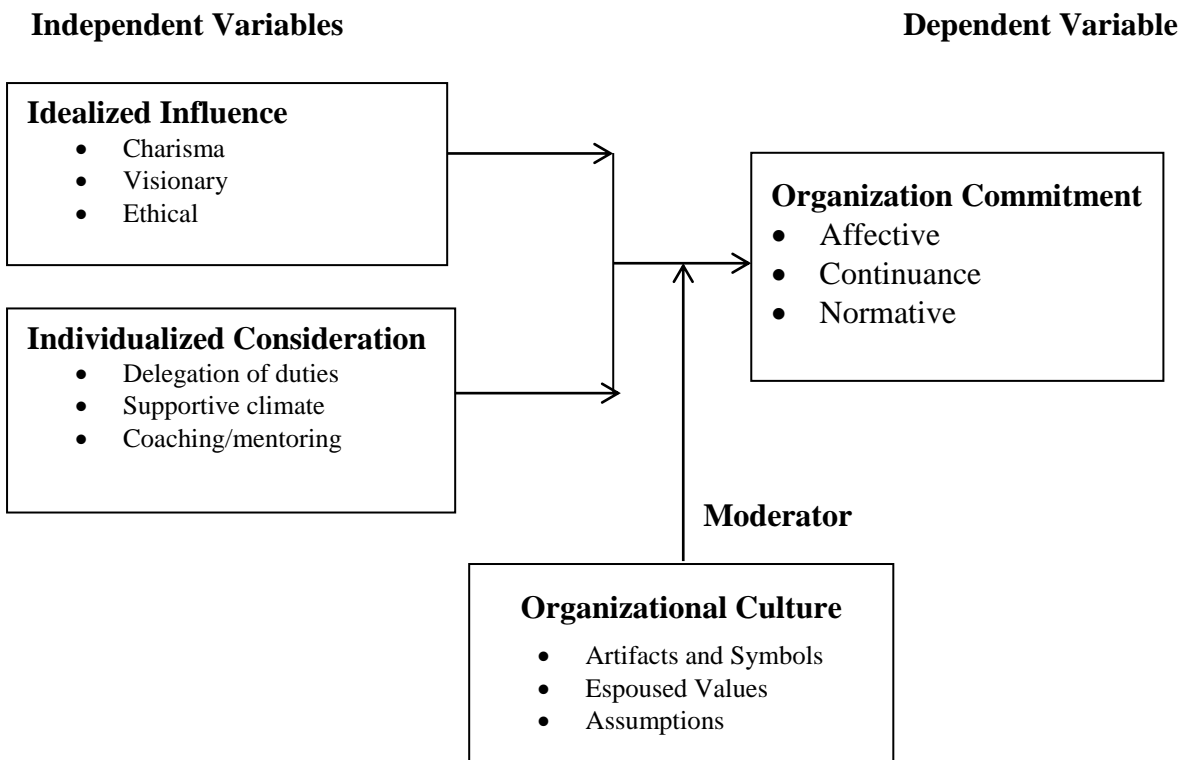 Independent Variables
Dependent Variable
Idealized Influence
• Charisma
• Visionary
• Ethical
Organization Commitment
• Affective
• Continuance
• Normative
Individualized Consideration
• Delegation of duties
• Supportive climate
• Coaching/mentoring
Moderator
Organizational Culture
• Artifacts and Symbols
• Espoused Values
• Assumptions